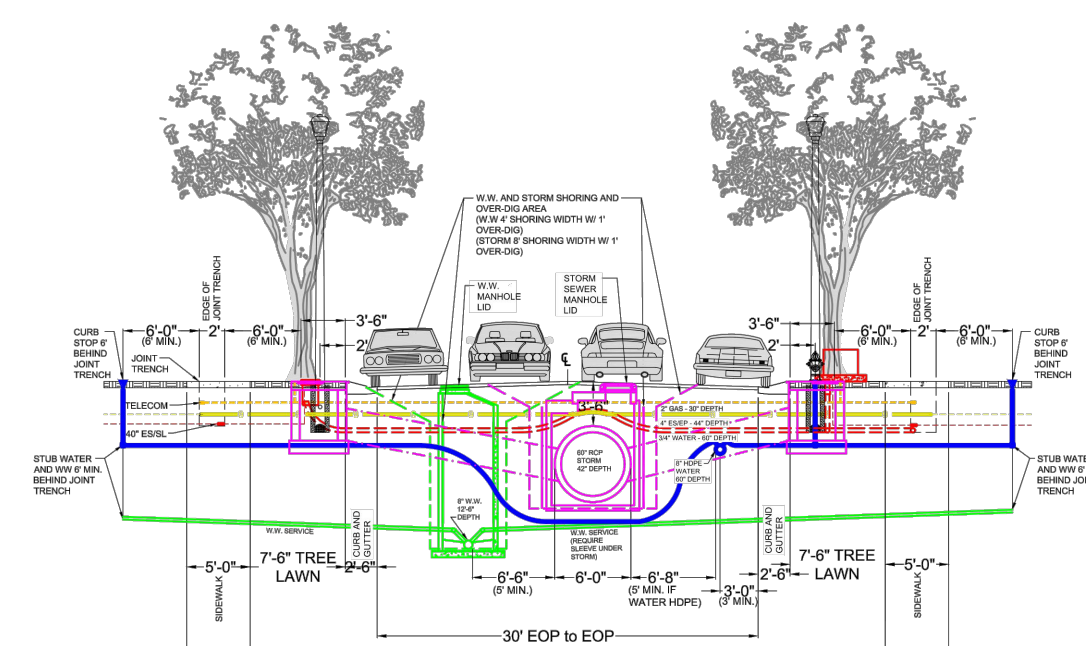 W.W. AND STORM SHORING AND
OVER-DIG AREA
(W.W 4' SHORING WIDTH W/ 1'
OVER-DIG)
(STORM 8' SHORING WIDTH W/ 1'
OVER-DIG)
W.W.
MANHOLE
LID
STORM
SEWER
MANHOLE
LID
EDGE OF
JOINT TRENCH
EDGE OF
JOINT TRENCH
CURB
STOP 6'
BEHIND
JOINT
TRENCH
6'-0"
(6' MIN.)
2'
6'-0"
(6' MIN.)
3'-6"
2'
℄
3'-6"
2'
6'-0"
(6' MIN.)
2'
6'-0"
(6' MIN.)
CURB
STOP 6'
BEHIND
JOINT
TRENCH
JOINT
TRENCH
TELECOM
40" ES/SL
3'-6"
2" GAS - 30" DEPTH
4" ES/EP - 44" DEPTH
3/4" WATER - 60" DEPTH
60" RCP
STORM
42" DEPTH
8" HDPE
WATER
60" DEPTH
STUB WATER
AND WW 6' MIN.
BEHIND JOINT
TRENCH
STUB WATE
AND WW 6'
BEHIND JOI
TRENCH
8" W.W.
12'-6"
DEPTH
W.W. SERVICE
W.W. SERVICE
(REQUIRE
SLEEVE UNDER
STORM)
CURB AND
GUTTER
CURB AND
GUTTER
5'-0"
SIDEWALK
7'-6" TREE
LAWN
2'-6"
6'-6"
(5' MIN.)
6'-0"
6'-8"
(5' MIN. IF
WATER HDPE)
3'-0"
(3' MIN.)
2'-6"
7'-6" TREE
LAWN
5'-0"
SIDEWALK
30' EOP to EOP